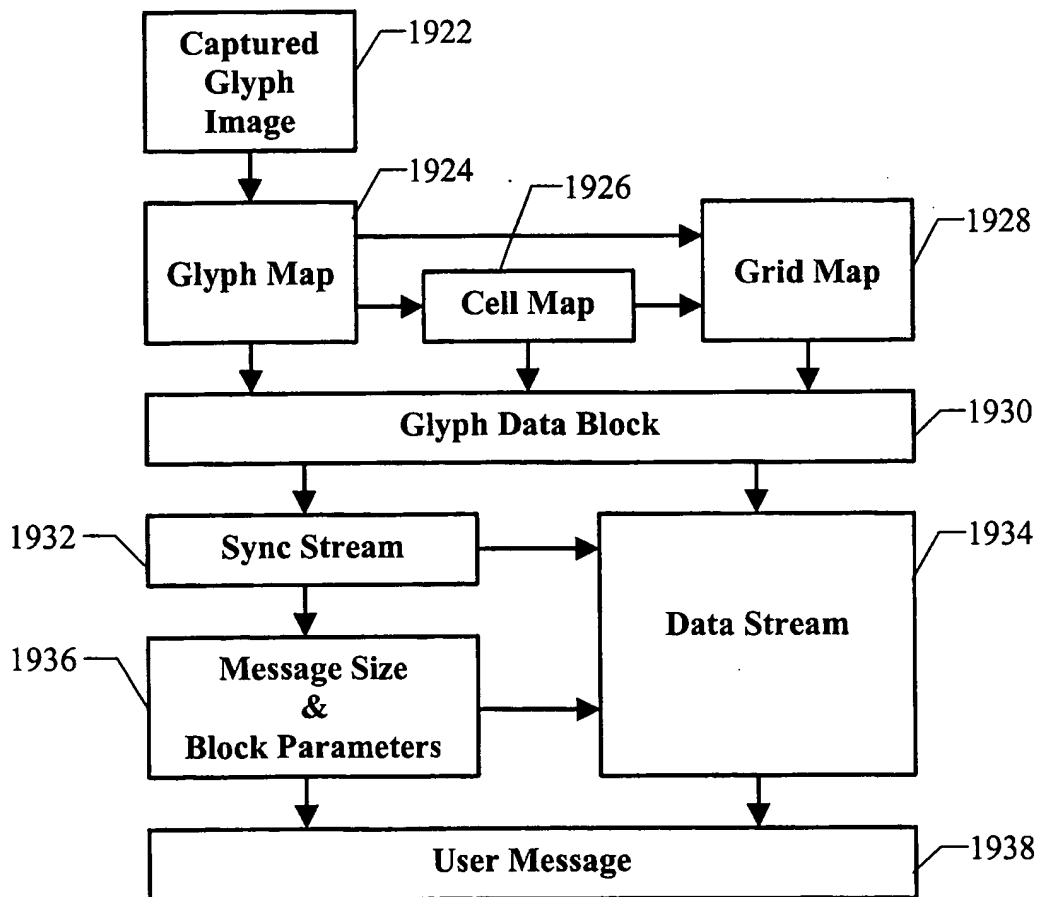 Captured
Glyph
Image
1922
1924
1926
1928
Glyph Map
Cell Map
Grid Map
1930
Glyph Data Block
1932
Sync Stream
1934
Data Stream
1936
Message Size
&
Block Parameters
User Message
1938